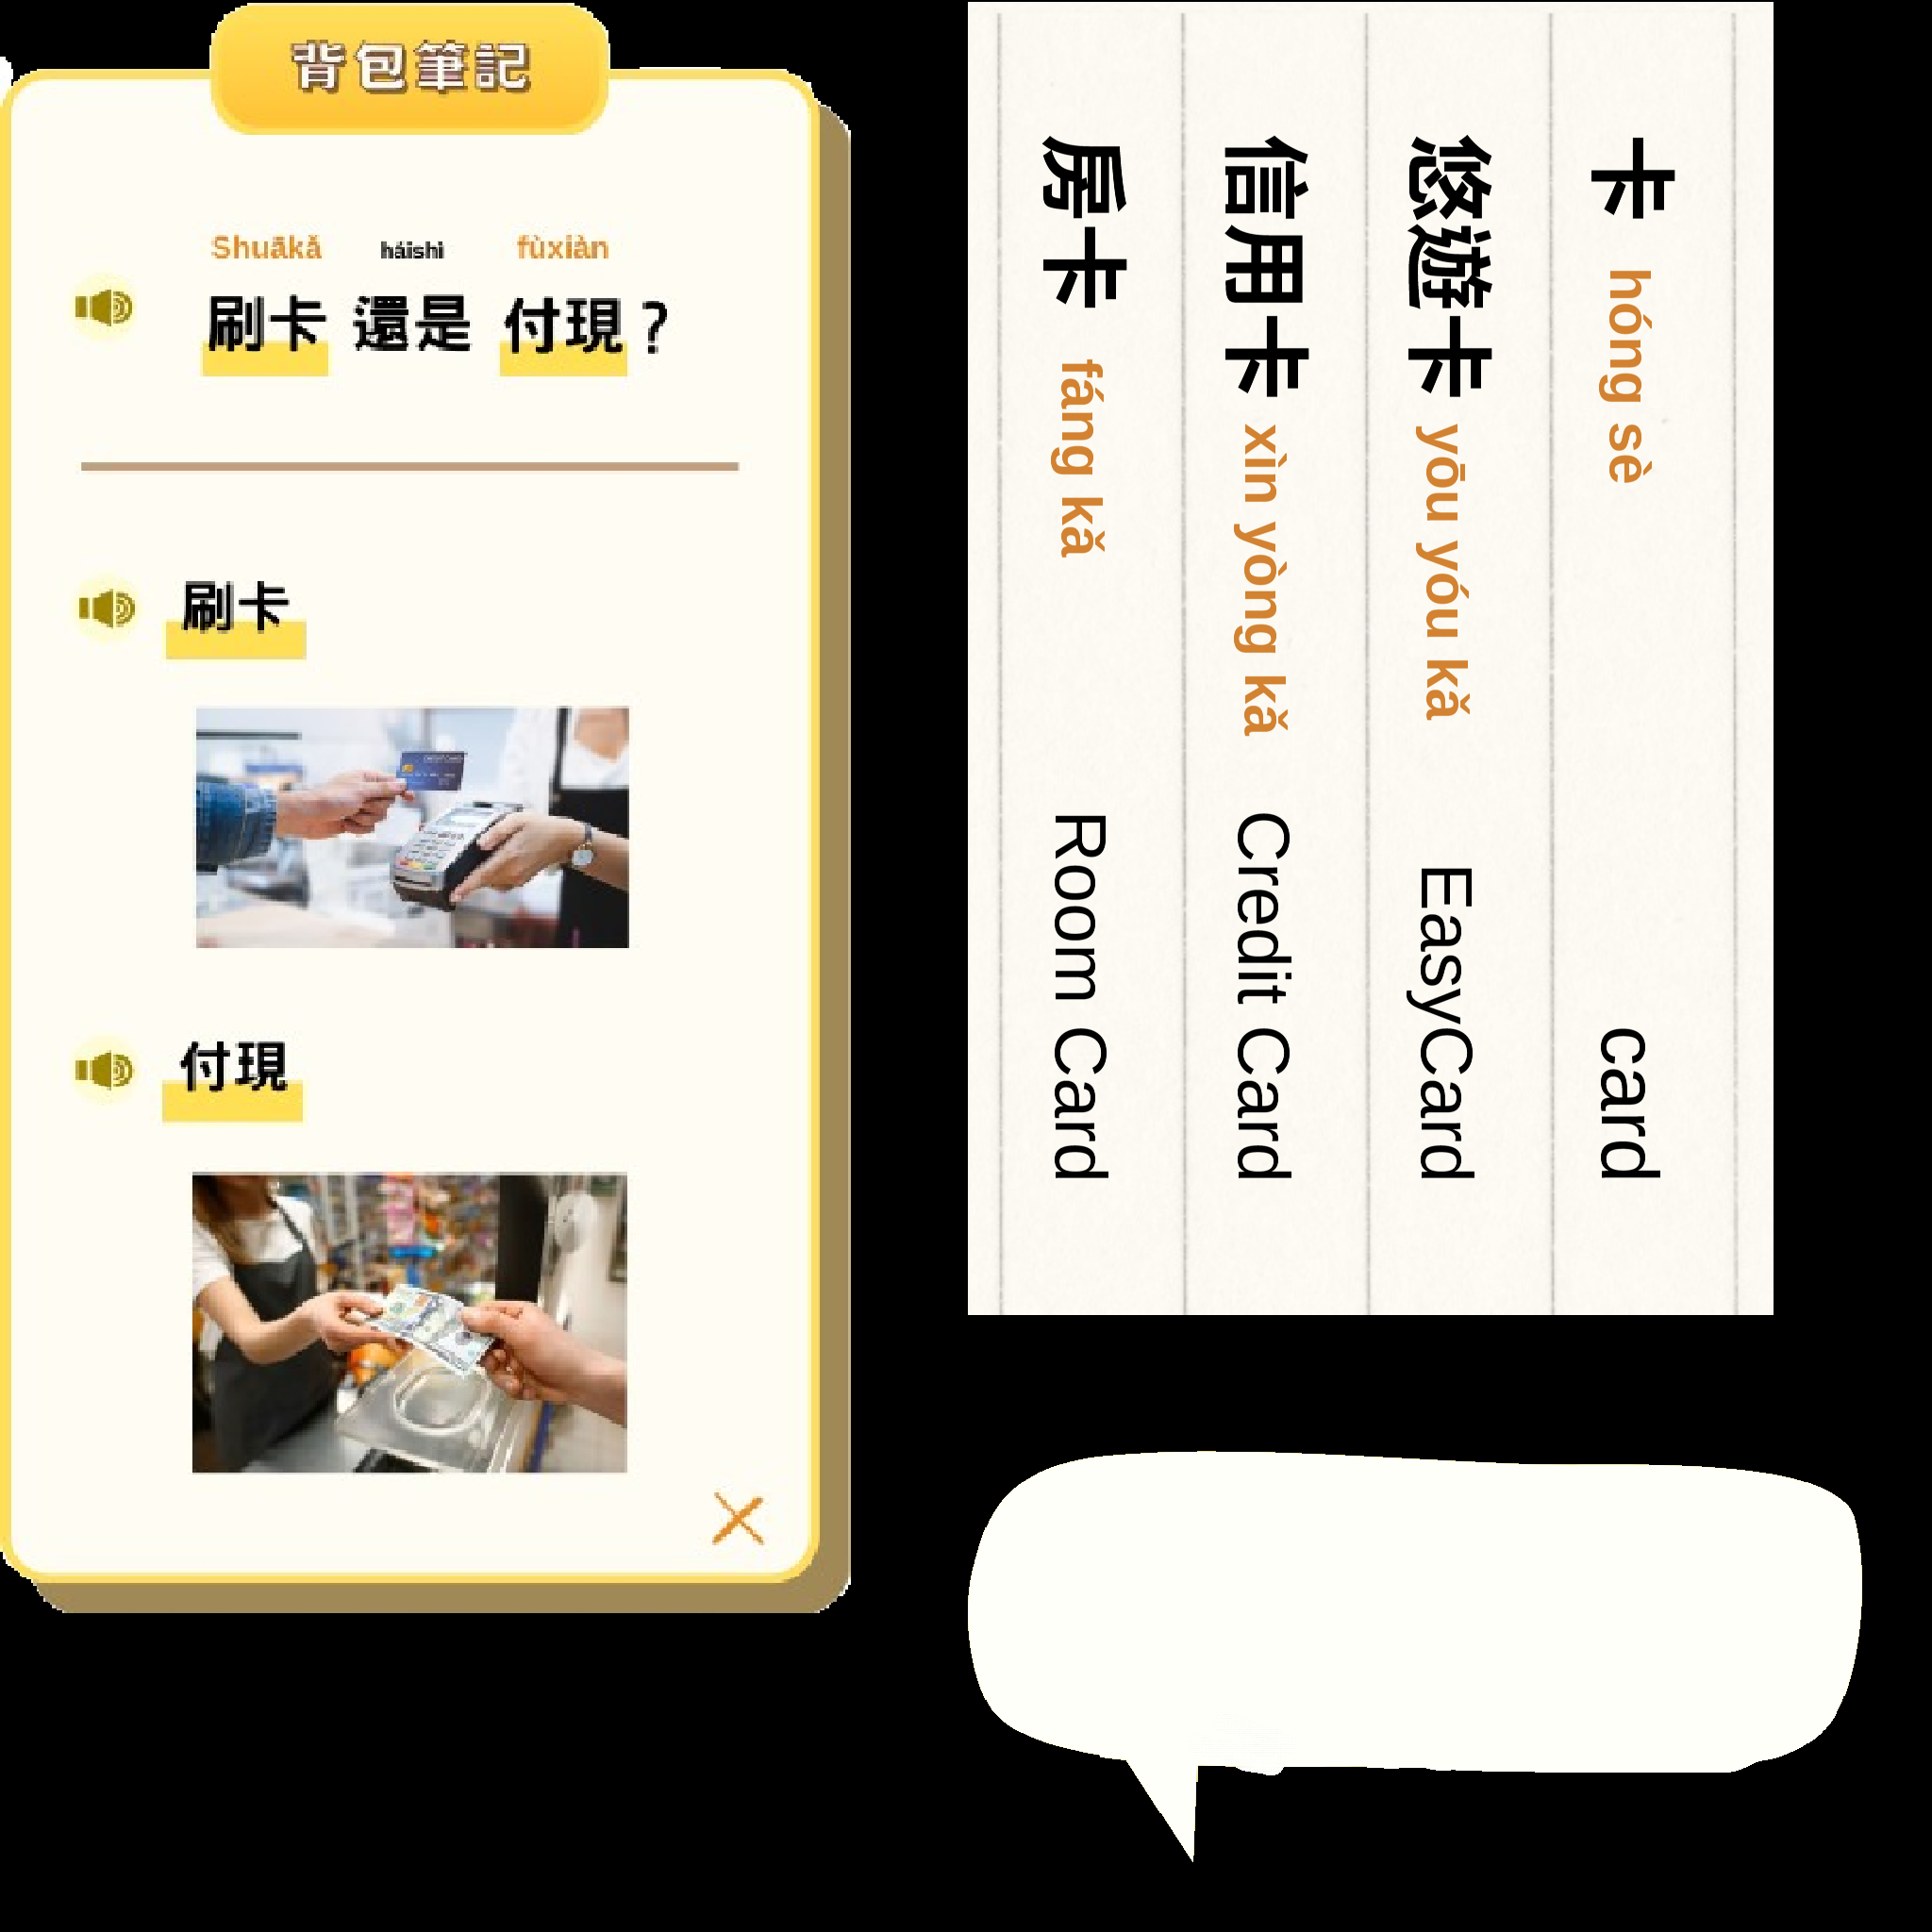 背包筆記
Shuākǎ háishì fùxiàn
刷卡 還是 付現?
刷卡
付現
卡 hóng sè card
悠遊卡 yōu yóu kǎ EasyCard
信用卡 xìn yòng kǎ Credit Card
房卡 fáng kǎ Room Card